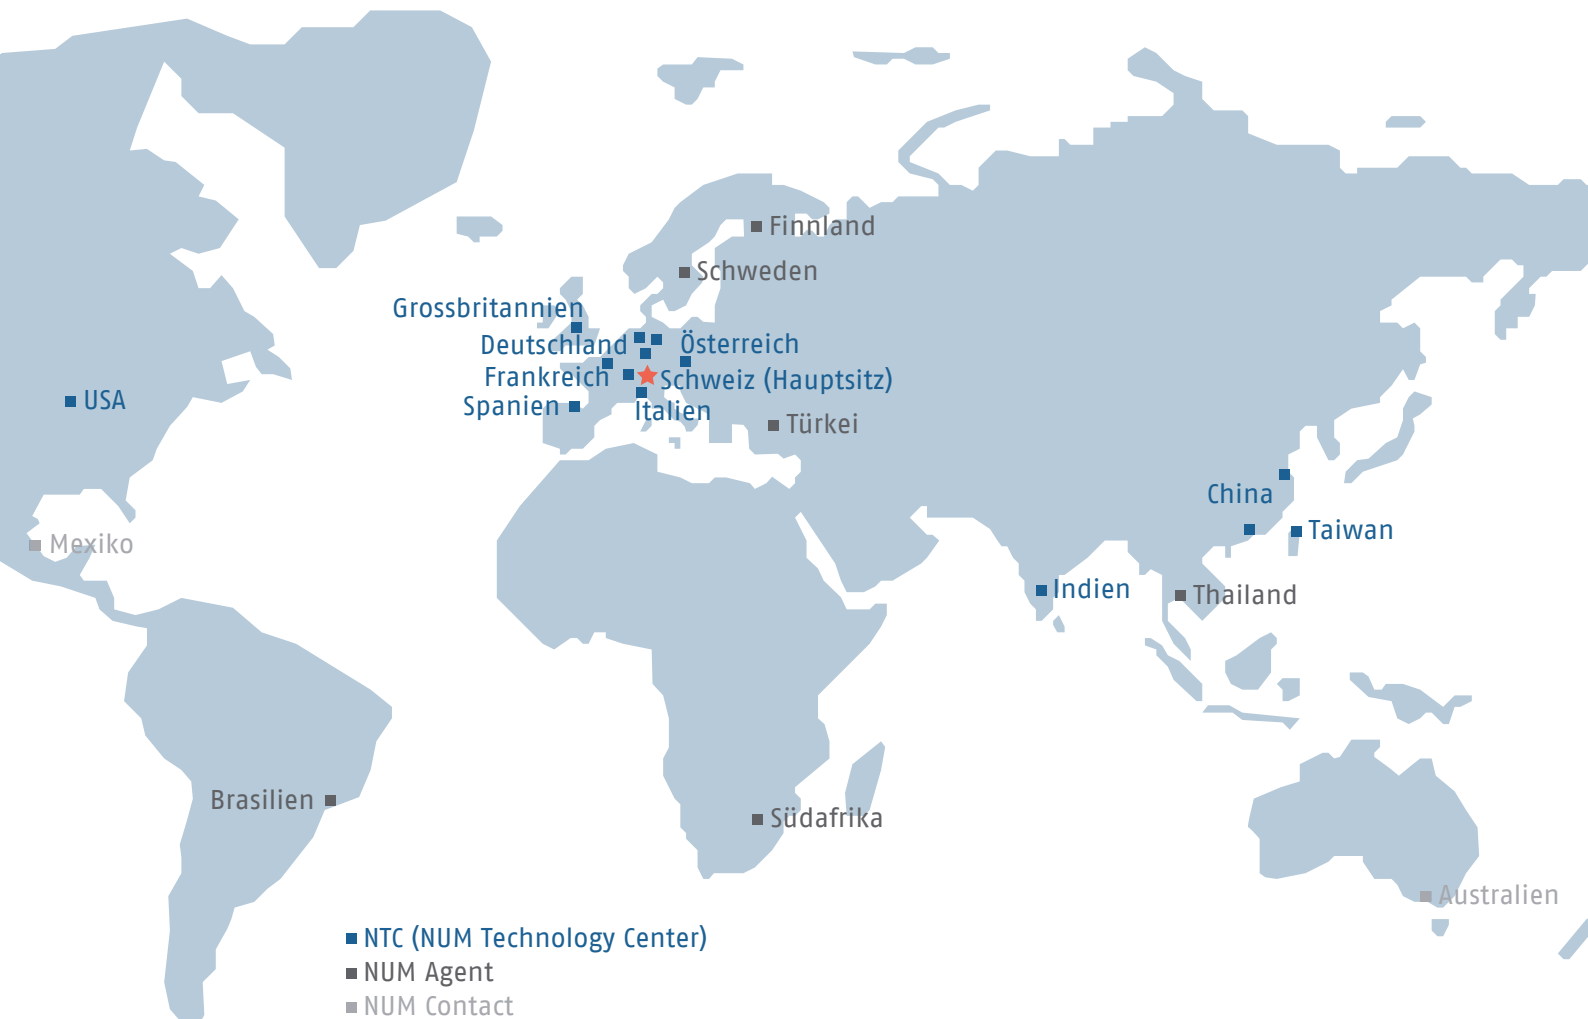 Finnland
Schweden
Grossbritannien
Deutschland
Österreich
Frankreich
Schweiz (Hauptsitz)
USA
Spanien
Italien
Türkei
China
Taiwan
Mexiko
Indien
Thailand
Brasilien
Südafrika
Australien
NTC (NUM Technology Center)
NUM Agent
NUM Contact